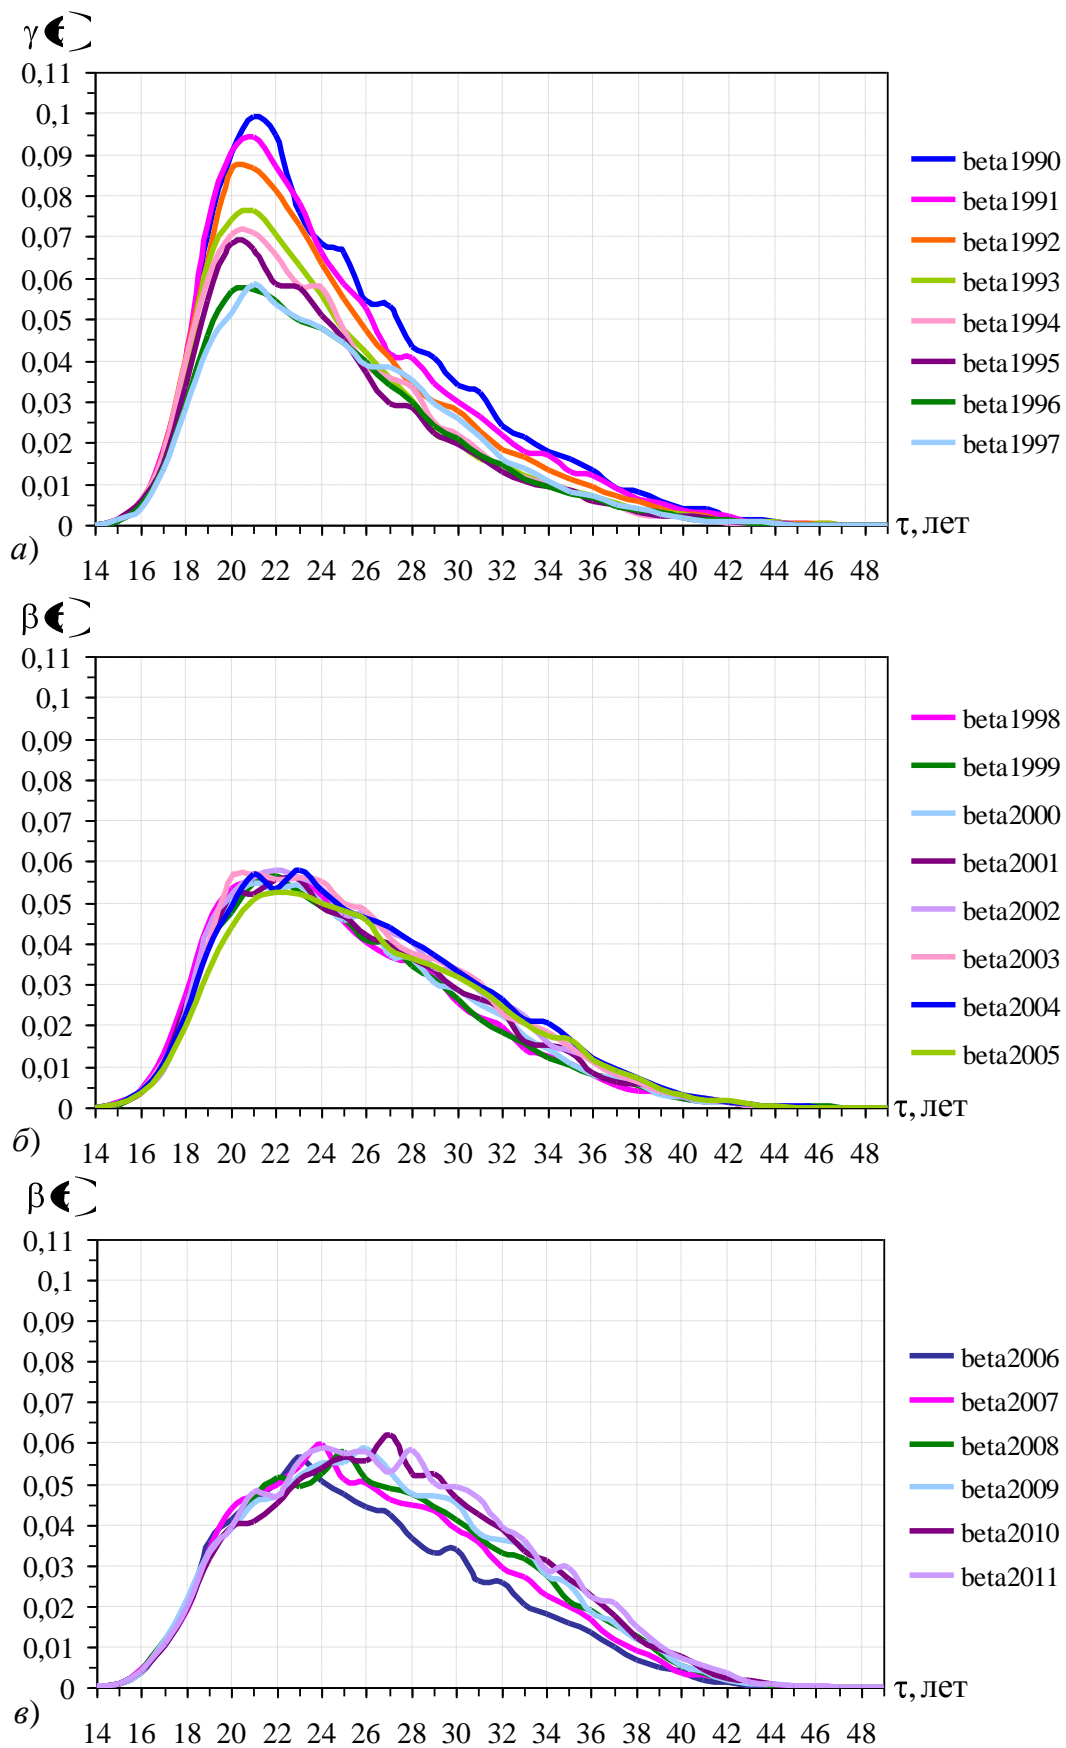 γ(τ)
0,11
0,1
0,09
0,08
0,07
0,06
0,05
0,04
0,03
0,02
0,01
0
beta1990
beta1991
beta1992
beta1993
beta1994
beta1995
beta1996
beta1997
τ, лет
а)
14 16 18 20 22 24 26 28 30 32 34 36 38 40 42 44 46 48
β(τ)
0,11
0,1
0,09
0,08
0,07
0,06
0,05
0,04
0,03
0,02
0,01
0
beta1998
beta1999
beta2000
beta2001
beta2002
beta2003
beta2004
beta2005
τ, лет
б)
14 16 18 20 22 24 26 28 30 32 34 36 38 40 42 44 46 48
β(τ)
0,11
0,1
0,09
0,08
0,07
0,06
0,05
0,04
0,03
0,02
0,01
0
beta2006
beta2007
beta2008
beta2009
beta2010
beta2011
τ, лет
в)
14 16 18 20 22 24 26 28 30 32 34 36 38 40 42 44 46 48